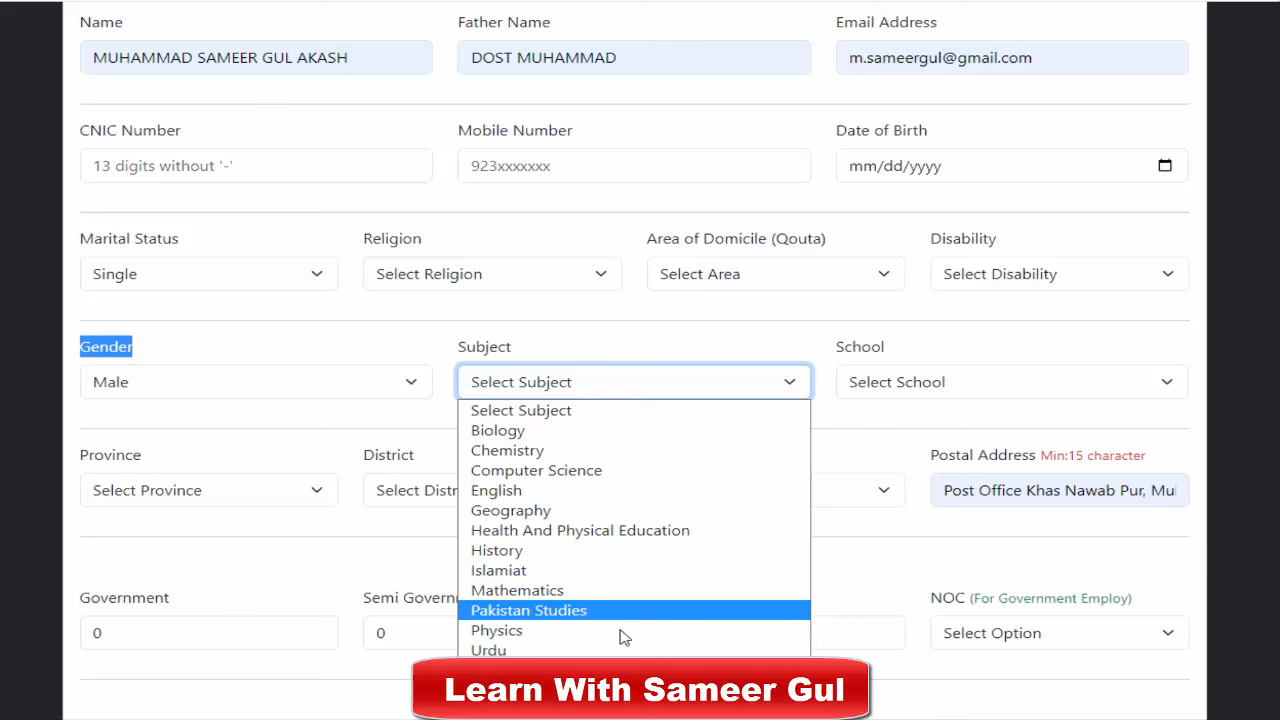 Name Father Name Email Address
MUHAMMAD SAMEER GUL AKASH DOST MUHAMMAD m.sameergul@gmail.com
CNIC Number Mobile Number Date of Birth
13 digits without '-' 923xxxxxxx mm/dd/yyyy
Marital Status Religion Area of Domicile (Qouta) Disability
Single Select Religion Select Area Select Disability
Gender Subject School
Male Select Subject Select School
Select Subject
Biology
Chemistry
Province District Postal Address Min:15 character
Computer Science
Select Province Select Distr English Post Office Khas Nawab Pur, Mul
Geography
Health And Physical Education
History
Islamiat
Mathematics
Government Semi Governm NOC (For Government Employ)
Pakistan Studies
0 0 Physics Select Option
Urdu
Learn With Sameer Gul